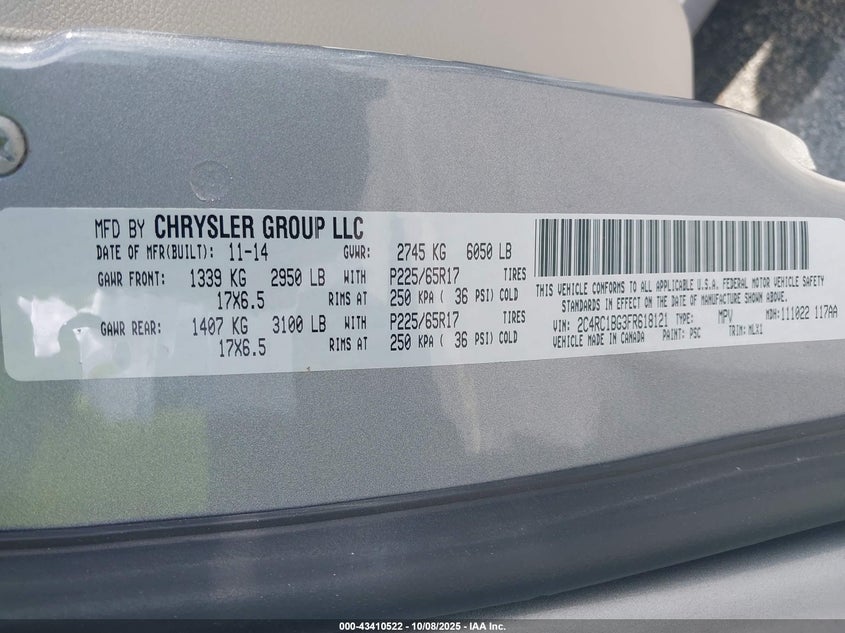 MFD BY CHRYSLER GROUP LLC
DATE OF MFR(BUILT): 11-14 GVWR: 2745 KG 6050 LB
GAWR FRONT: 1339 KG 2950 LB WITH P225/65R17 TIRES
17X6.5 RIMS AT 250 KPA ( 36 PSI) COLD
GAWR REAR: 1407 KG 3100 LB WITH P225/65R17 TIRES
17X6.5 RIMS AT 250 KPA ( 36 PSI) COLD
THIS VEHICLE CONFORMS TO ALL APPLICABLE U.S.A. FEDERAL MOTOR VEHICLE SAFETY
STANDARDS IN EFFECT ON THE DATE OF MANUFACTURE SHOWN ABOVE.
VIN: 2C4RC1BG3FR618121 TYPE: MPV MDH: 111022 117AA
VEHICLE MADE IN CANADA PAINT: PSC TRIM: MLX1
000-43410522 - 10/08/2025 - IAA Inc.